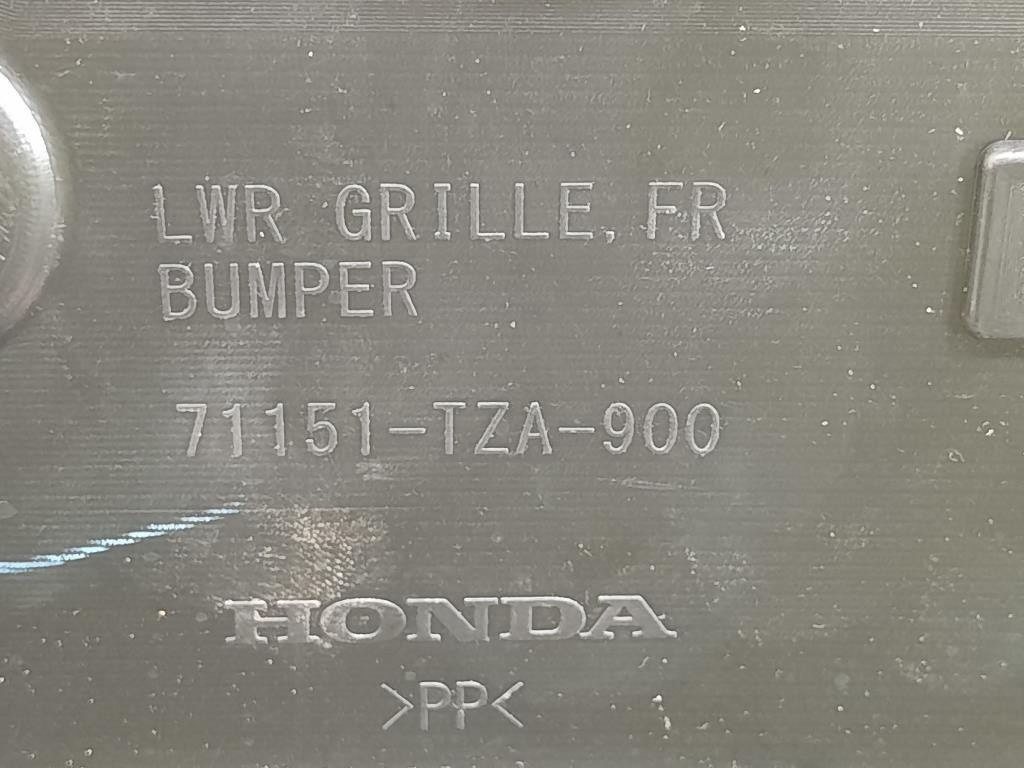 LWR GRILLE, FR
BUMPER
71151-TZA-900
HONDA
>PP<